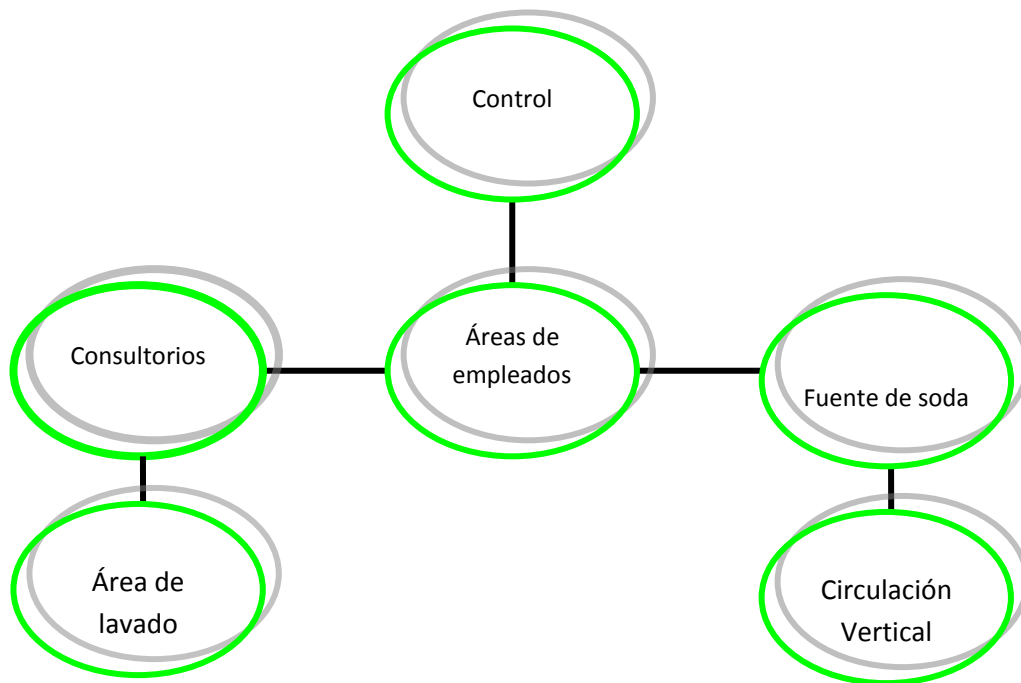 Control
Consultorios
Áreas de
empleados
Fuente de soda
Área de
lavado
Circulación
Vertical